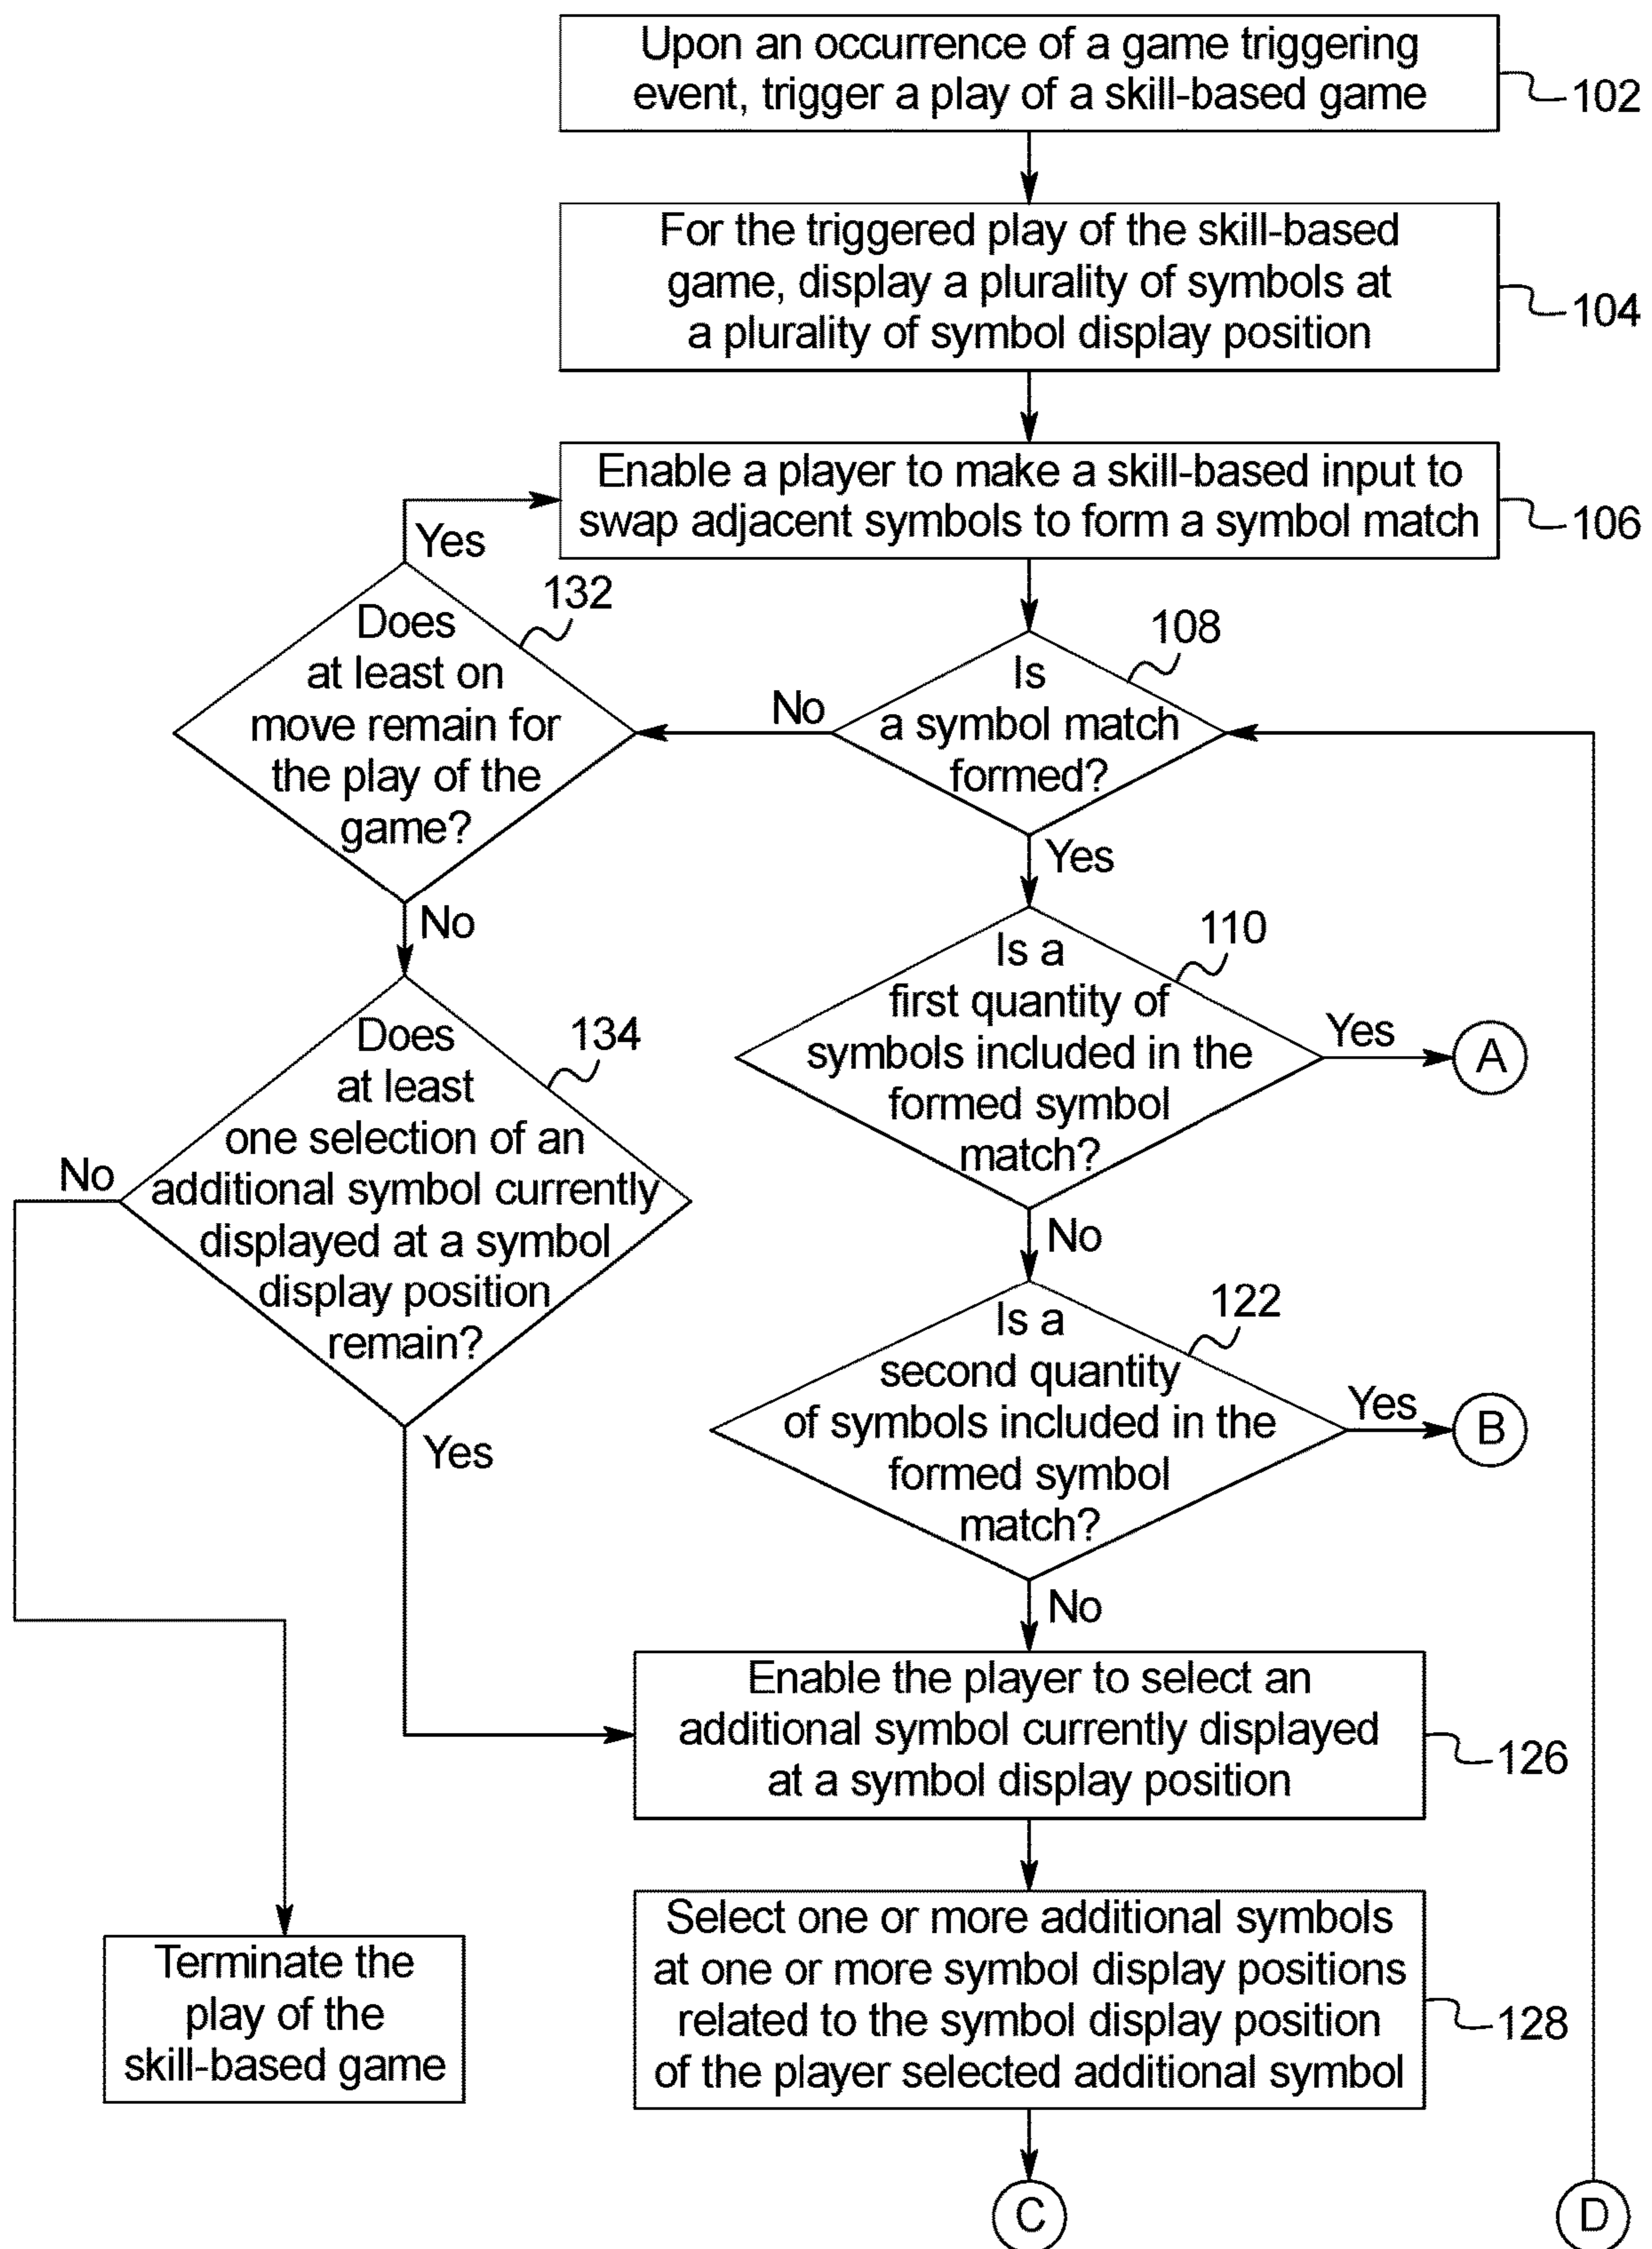 Upon an occurrence of a game triggering
event, trigger a play of a skill-based game
102
For the triggered play of the skill-based
game, display a plurality of symbols at
a plurality of symbol display position
104
Enable a player to make a skill-based input to
swap adjacent symbols to form a symbol match
106
Yes
132
Does
at least on
move remain for
the play of the
game?
No
108
Is
a symbol match
formed?
No
Yes
110
Is a
first quantity of
symbols included in the
formed symbol
match?
Yes
A
No
134
Does
at least
one selection of an
additional symbol currently
displayed at a symbol
display position
remain?
No
Yes
122
Is a
second quantity
of symbols included in the
formed symbol
match?
Yes
B
No
Enable the player to select an
additional symbol currently displayed
at a symbol display position
126
Select one or more additional symbols
at one or more symbol display positions
related to the symbol display position
of the player selected additional symbol
128
Terminate the
play of the
skill-based game
C
D